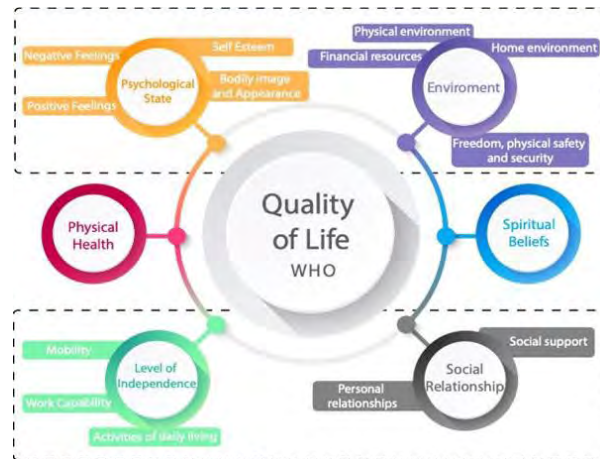 Negative Feelings
Self Esteem
Psychological
State
Bodily image
and Appearance
Positive Feelings
Physical environment
Financial resources
Home environment
Enviroment
Freedom, physical safety
and security
Physical
Health
Quality
of Life
WHO
Spiritual
Beliefs
Mobility
Level of
Independence
Work Capability
Activities of daily living
Social support
Social
Relationship
Personal
relationships